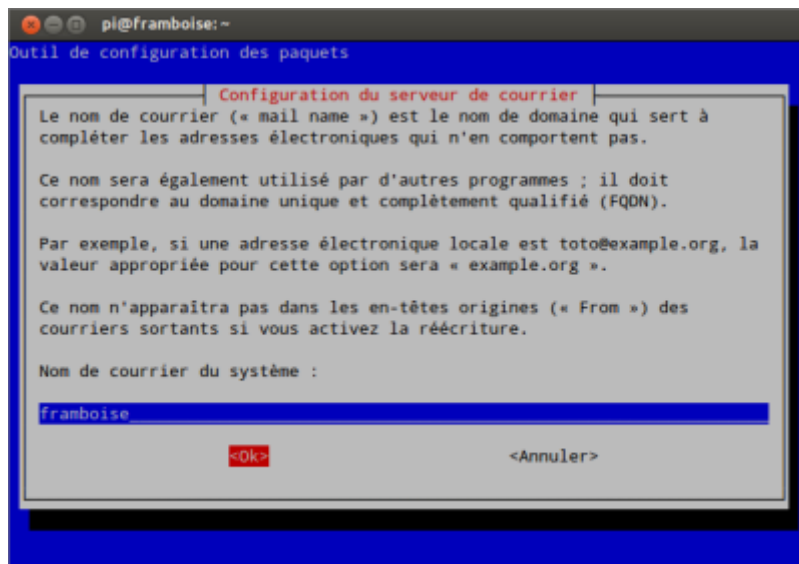 pi@framboise: ~
Outil de configuration des paquets
Configuration du serveur de courrier
Le nom de courrier (« mail name ») est le nom de domaine qui sert à
compléter les adresses électroniques qui n'en comportent pas.
Ce nom sera également utilisé par d'autres programmes ; il doit
correspondre au domaine unique et complètement qualifié (FQDN).
Par exemple, si une adresse électronique locale est toto@example.org, la
valeur appropriée pour cette option sera « example.org ».
Ce nom n'apparaîtra pas dans les en-têtes origines (« From ») des
courriers sortants si vous activez la réécriture.
Nom de courrier du système :
framboise
<Ok> <Annuler>